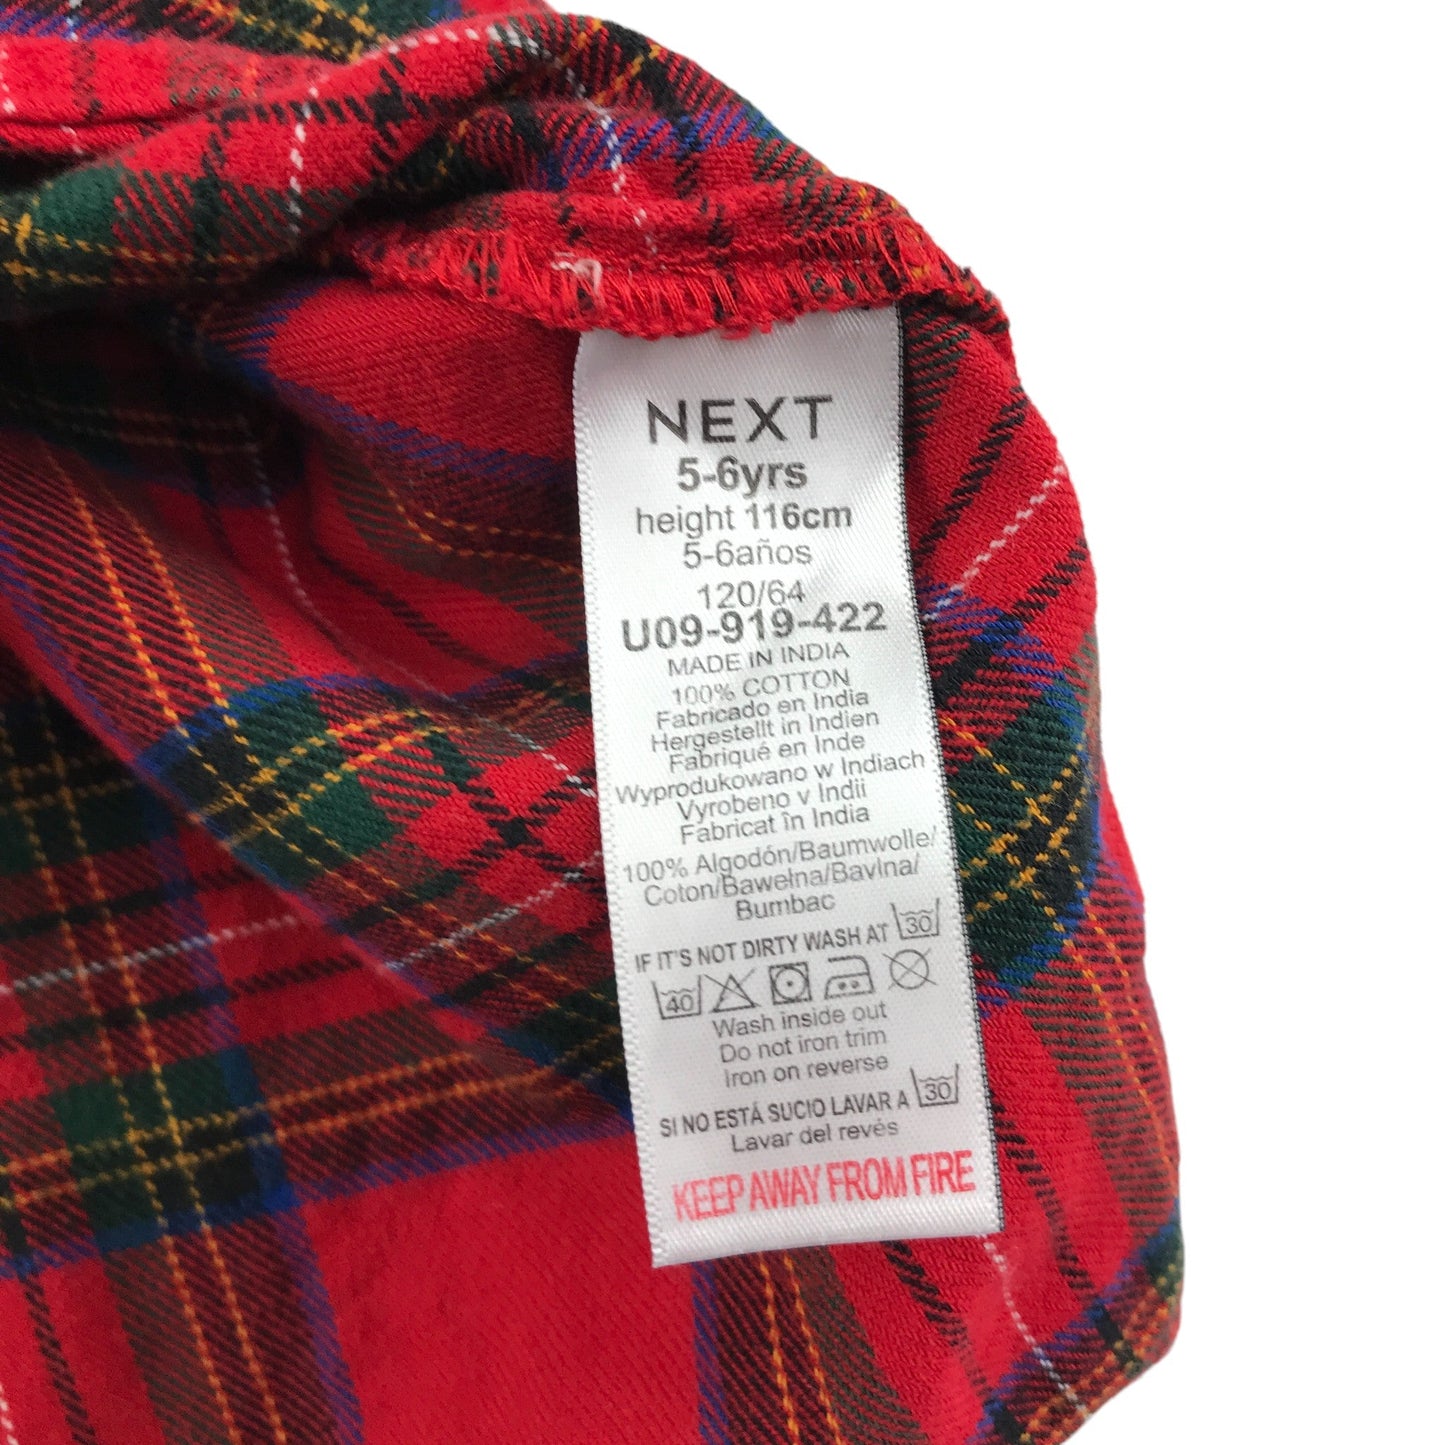 NEXT
5-6yrs
height 116cm
5-6años
120/64
U09-919-422
MADE IN INDIA
100% COTTON
Fabricado en India
Hergestellt in Indien
Fabriqué en Inde
Wyprodukowano w Indiach
Vyrobeno v Indii
Fabricat în India
100% Algodón/Baumwolle/
Coton/Bawełna/Bavlna/
Bumbac
IF IT'S NOT DIRTY WASH AT 30
40
Wash inside out
Do not iron trim
Iron on reverse
SI NO ESTÁ SUCIO LAVAR A 30
Lavar del revés
KEEP AWAY FROM FIRE